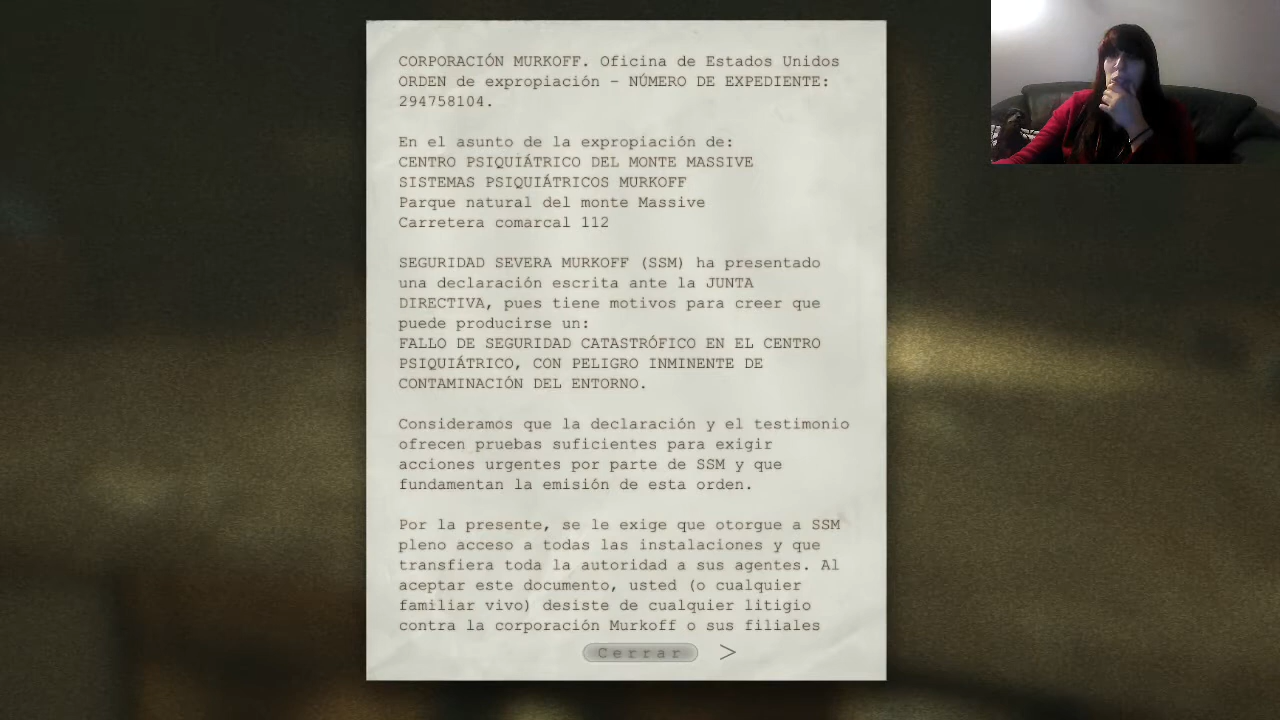 CORPORACIÓN MURKOFF. Oficina de Estados Unidos
ORDEN de expropiación - NÚMERO DE EXPEDIENTE:
294758104.
En el asunto de la expropiación de:
CENTRO PSIQUIÁTRICO DEL MONTE MASSIVE
SISTEMAS PSIQUIÁTRICOS MURKOFF
Parque natural del monte Massive
Carretera comarcal 112
SEGURIDAD SEVERA MURKOFF (SSM) ha presentado
una declaración escrita ante la JUNTA
DIRECTIVA, pues tiene motivos para creer que
puede producirse un:
FALLO DE SEGURIDAD CATASTRÓFICO EN EL CENTRO
PSIQUIÁTRICO, CON PELIGRO INMINENTE DE
CONTAMINACIÓN DEL ENTORNO.
Consideramos que la declaración y el testimonio
ofrecen pruebas suficientes para exigir
acciones urgentes por parte de SSM y que
fundamentan la emisión de esta orden.
Por la presente, se le exige que otorgue a SSM
pleno acceso a todas las instalaciones y que
transfiera toda la autoridad a sus agentes. Al
aceptar este documento, usted (o cualquier
familiar vivo) desiste de cualquier litigio
contra la corporación Murkoff o sus filiales
Cerrar >